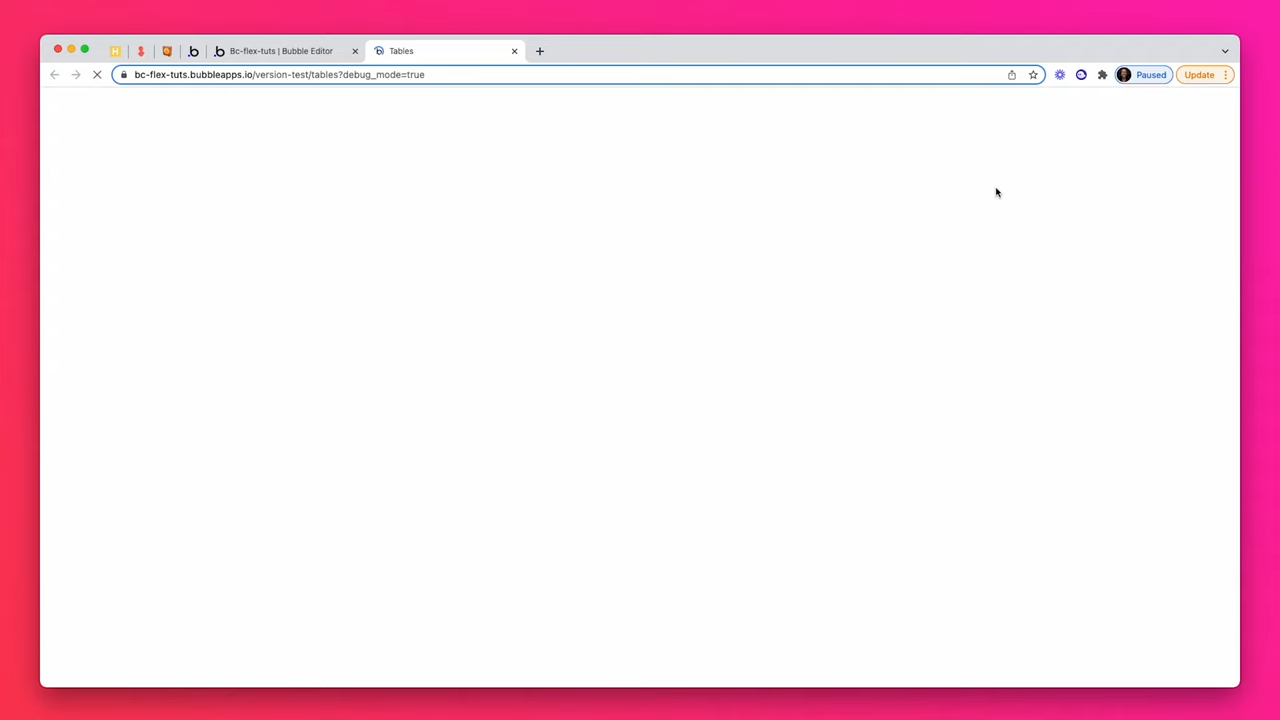 H
b
b Bc-flex-tuts | Bubble Editor
b Tables
bc-flex-tuts.bubbleapps.io/version-test/tables?debug_mode=true
Paused
Update